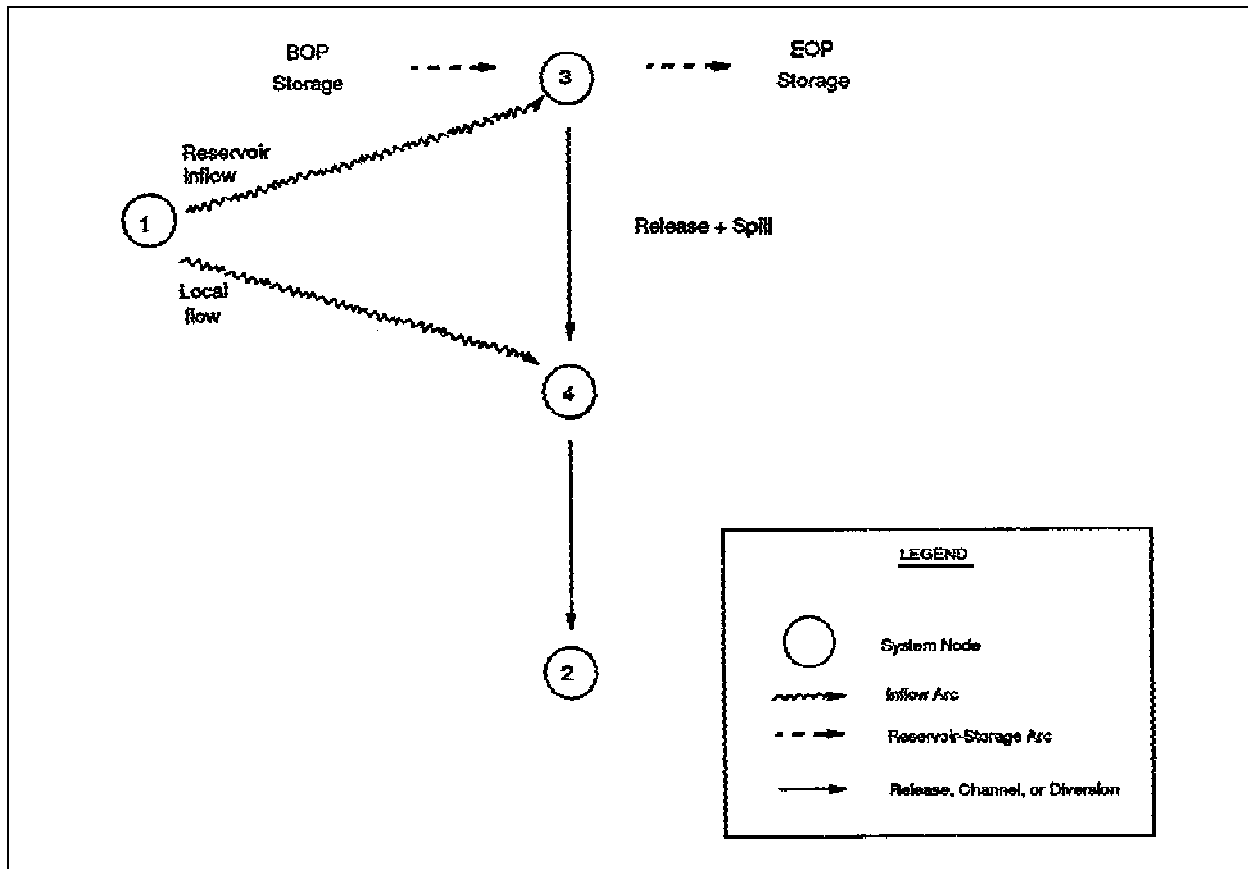 BOP
Storage
3
EOP
Storage
Reservoir
Inflow
1
Release + Spill
Local
flow
4
2
LEGEND
System Node
Inflow Arc
Reservoir-Storage Arc
Release, Channel, or Diversion